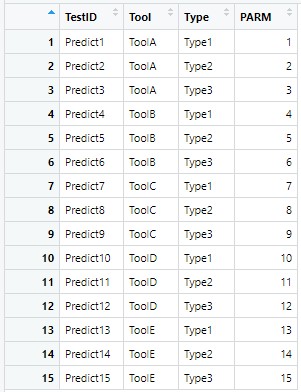 TestID Tool Type PARM
1 Predict1 ToolA Type1 1
2 Predict2 ToolA Type2 2
3 Predict3 ToolA Type3 3
4 Predict4 ToolB Type1 4
5 Predict5 ToolB Type2 5
6 Predict6 ToolB Type3 6
7 Predict7 ToolC Type1 7
8 Predict8 ToolC Type2 8
9 Predict9 ToolC Type3 9
10 Predict10 ToolD Type1 10
11 Predict11 ToolD Type2 11
12 Predict12 ToolD Type3 12
13 Predict13 ToolE Type1 13
14 Predict14 ToolE Type2 14
15 Predict15 ToolE Type3 15